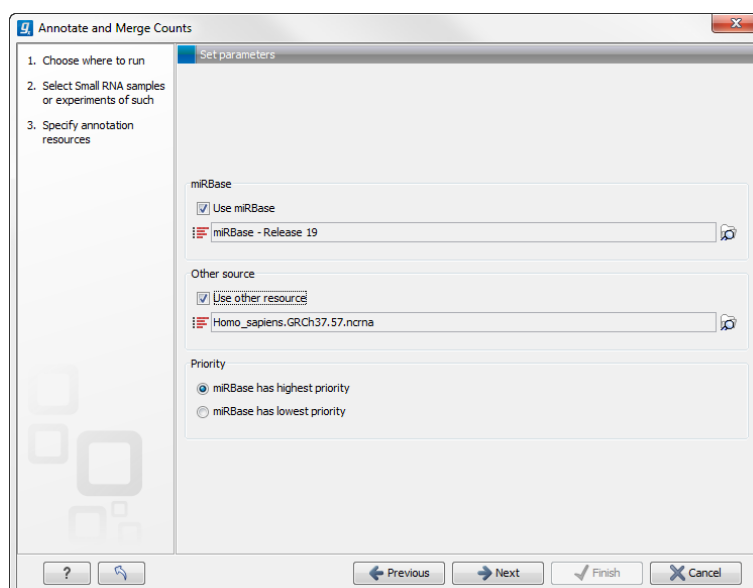 Annotate and Merge Counts
1. Choose where to run
2. Select Small RNA samples
or experiments of such
3. Specify annotation
resources
Set parameters
miRBase
Use miRBase
miRBase - Release 19
Other source
Use other resource
Homo_sapiens.GRCh37.57.ncrna
Priority
miRBase has highest priority
miRBase has lowest priority
?
Previous
Next
Finish
Cancel